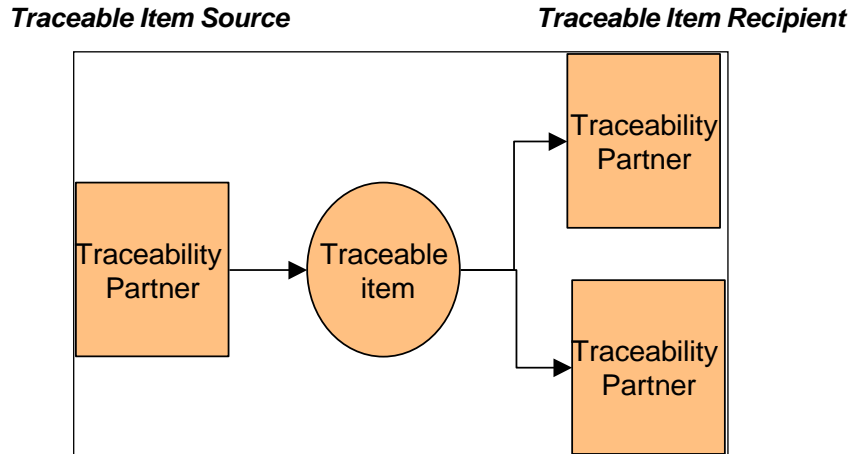 Traceable Item Source
Traceable Item Recipient
Traceability
Partner
Traceability
Partner
Traceable
item
Traceability
Partner